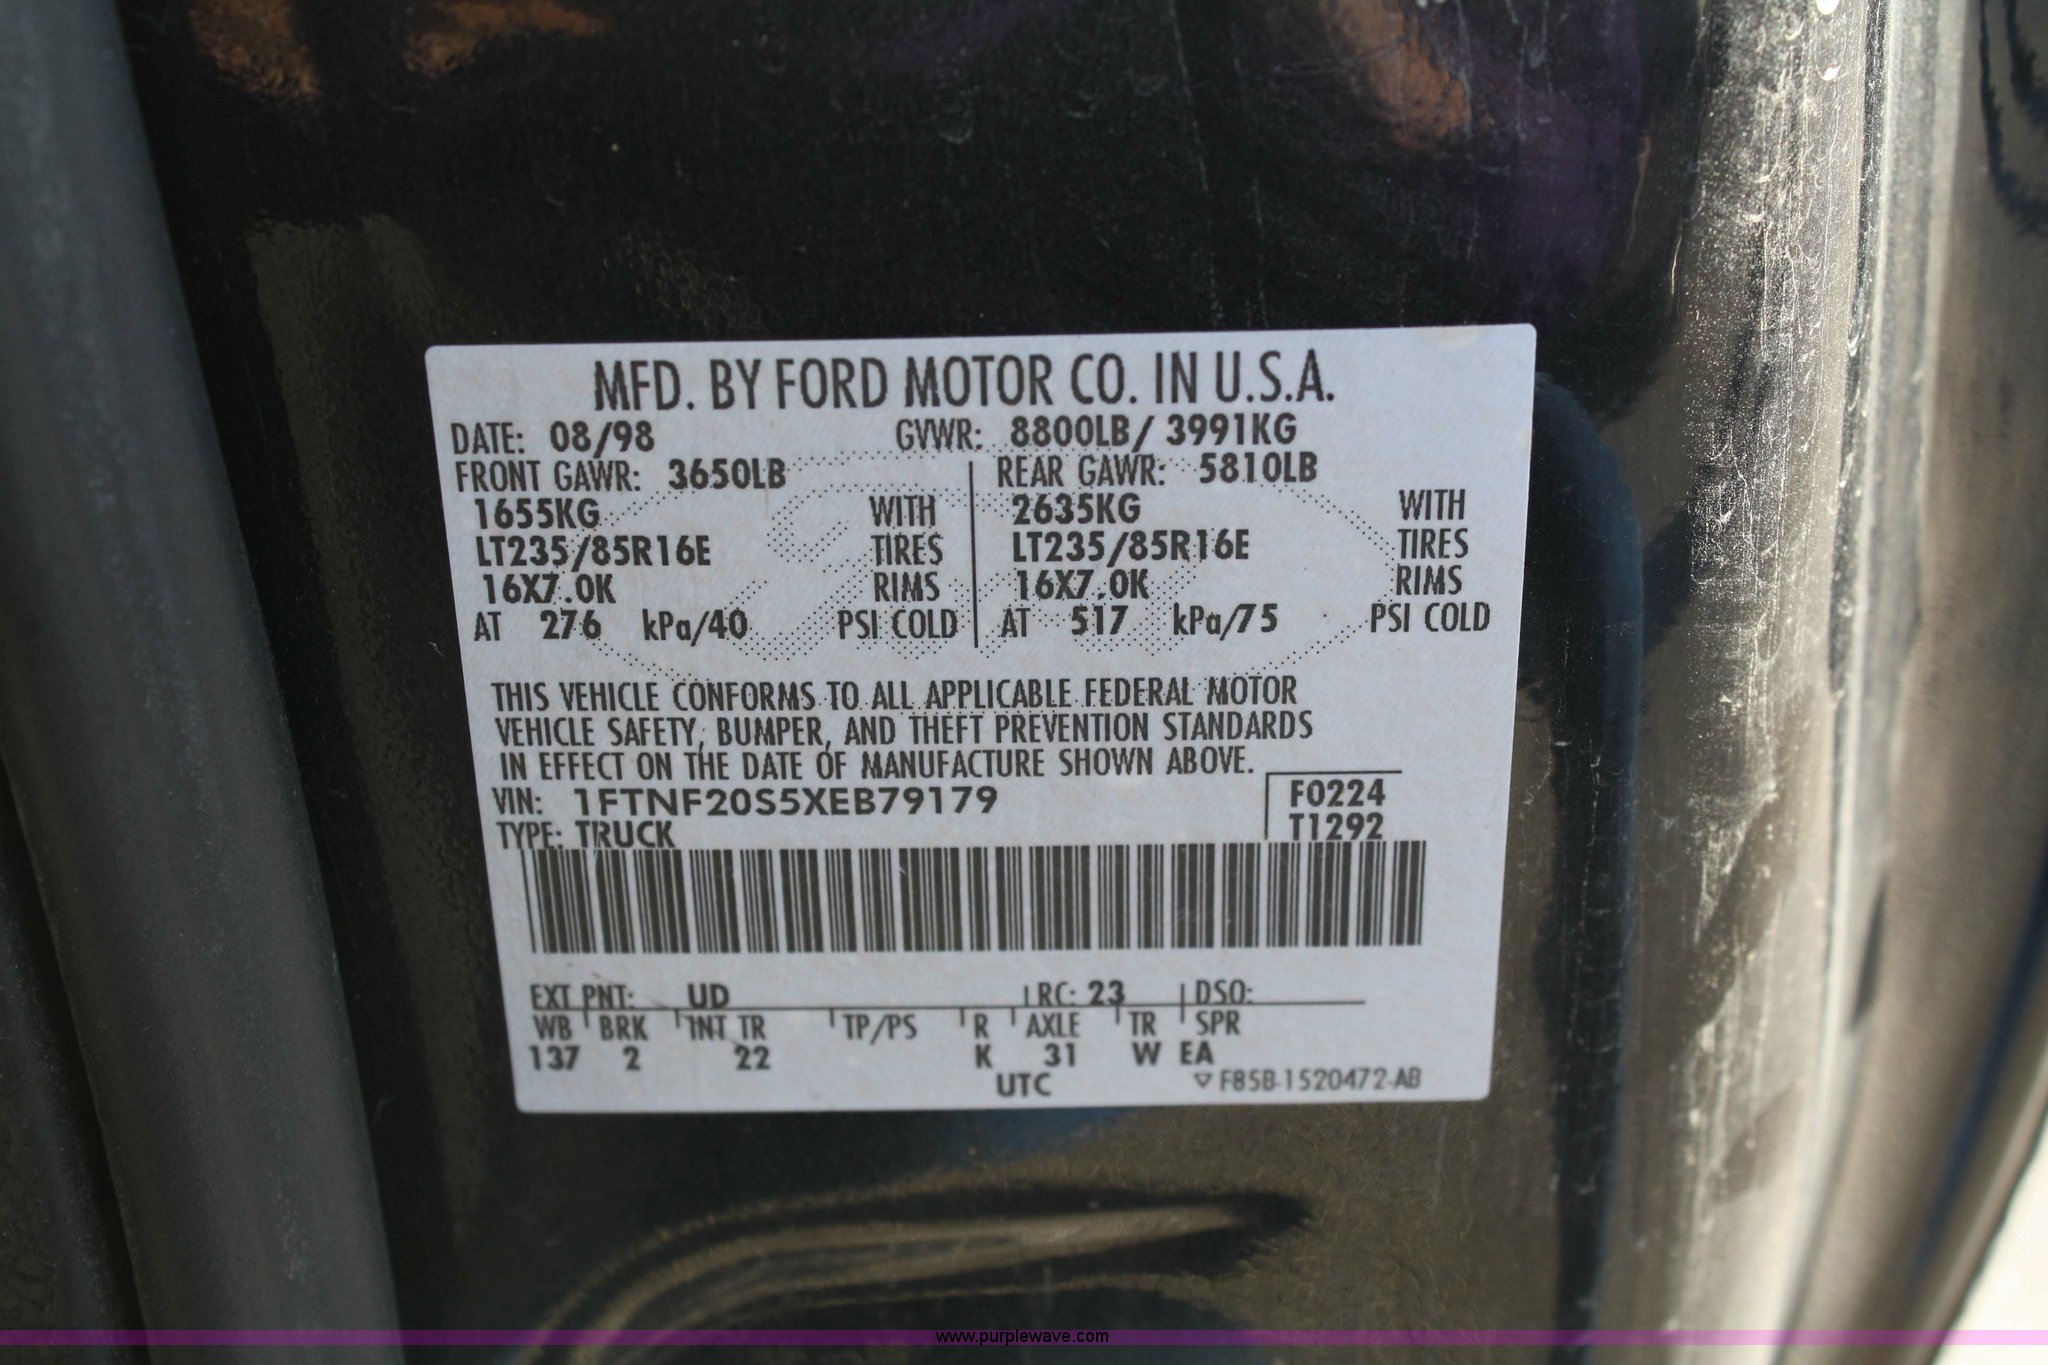 MFD. BY FORD MOTOR CO. IN U.S.A.
DATE: 08/98 GVWR: 8800LB/ 3991KG
FRONT GAWR: 3650LB REAR GAWR: 5810LB
1655KG WITH 2635KG WITH
LT235/85R16E TIRES LT235/85R16E TIRES
16X7.0K RIMS 16X7.0K RIMS
AT 276 kPa/40 PSI COLD AT 517 kPa/75 PSI COLD
THIS VEHICLE CONFORMS TO ALL APPLICABLE FEDERAL MOTOR
VEHICLE SAFETY, BUMPER, AND THEFT PREVENTION STANDARDS
IN EFFECT ON THE DATE OF MANUFACTURE SHOWN ABOVE.
VIN: 1FTNF20S5XEB79179 F0224
TYPE: TRUCK T1292
EXT PNT: UD RC: 23 DSO:
WB BRK INT TR TP/PS R AXLE TR SPR
137 2 22 K 31 W EA
UTC ▽ F85B-1520472-AB
www.purplewave.com